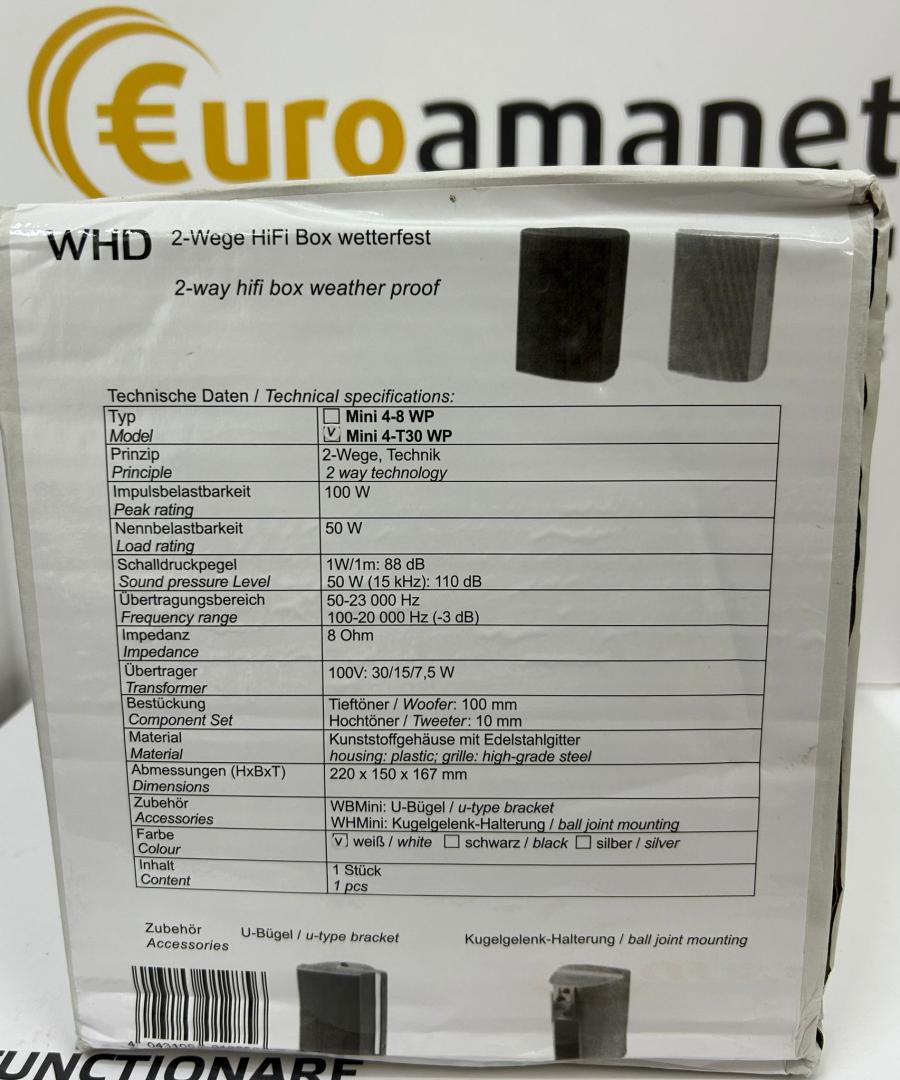 €uroamanet
WHD 2-Wege HiFi Box wetterfest
2-way hifi box weather proof
Technische Daten / Technical specifications:
Typ
Model
Mini 4-8 WP
V Mini 4-T30 WP
Prinzip
Principle
2-Wege, Technik
2 way technology
Impulsbelastbarkeit
Peak rating
100 W
Nennbelastbarkeit
Load rating
50 W
Schalldruckpegel
Sound pressure Level
1W/1m: 88 dB
50 W (15 kHz): 110 dB
Übertragungsbereich
Frequency range
50-23 000 Hz
100-20 000 Hz (-3 dB)
Impedanz
Impedance
8 Ohm
Übertrager
Transformer
100V: 30/15/7,5 W
Bestückung
Component Set
Tieftöner / Woofer: 100 mm
Hochtöner / Tweeter: 10 mm
Material
Material
Kunststoffgehäuse mit Edelstahlgitter
housing: plastic; grille: high-grade steel
Abmessungen (HxBxT)
Dimensions
220 x 150 x 167 mm
Zubehör
Accessories
WBMini: U-Bügel / u-type bracket
WHMini: Kugelgelenk-Halterung / ball joint mounting
Farbe
Colour
V weiß / white schwarz / black silber / silver
Inhalt
Content
1 Stück
1 pcs
Zubehör
Accessories
U-Bügel / u-type bracket
Kugelgelenk-Halterung / ball joint mounting
FUNCTIONARE